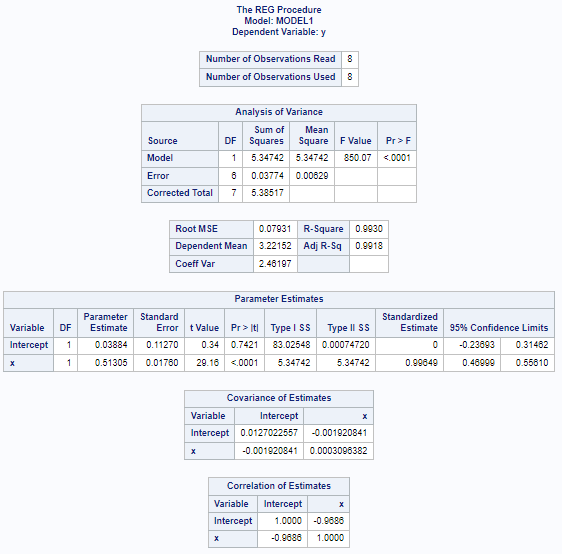 The REG Procedure
Model: MODEL1
Dependent Variable: y
Number of Observations Read 8
Number of Observations Used 8
Analysis of Variance
Source DF Sum of Squares Mean Square F Value Pr > F
Model 1 5.34742 5.34742 850.07 <.0001
Error 6 0.03774 0.00629
Corrected Total 7 5.38517
Root MSE 0.07931 R-Square 0.9930
Dependent Mean 3.22152 Adj R-Sq 0.9918
Coeff Var 2.46197
Parameter Estimates
Variable DF Parameter Estimate Standard Error t Value Pr > |t| Type I SS Type II SS Standardized Estimate 95% Confidence Limits
Intercept 1 0.03884 0.11270 0.34 0.7421 83.02548 0.00074720 0 -0.23693 0.31462
x 1 0.51305 0.01760 29.16 <.0001 5.34742 5.34742 0.99649 0.46999 0.55610
Covariance of Estimates
Variable Intercept x
Intercept 0.0127022557 -0.001920841
x -0.001920841 0.0003096382
Correlation of Estimates
Variable Intercept x
Intercept 1.0000 -0.9686
x -0.9686 1.0000